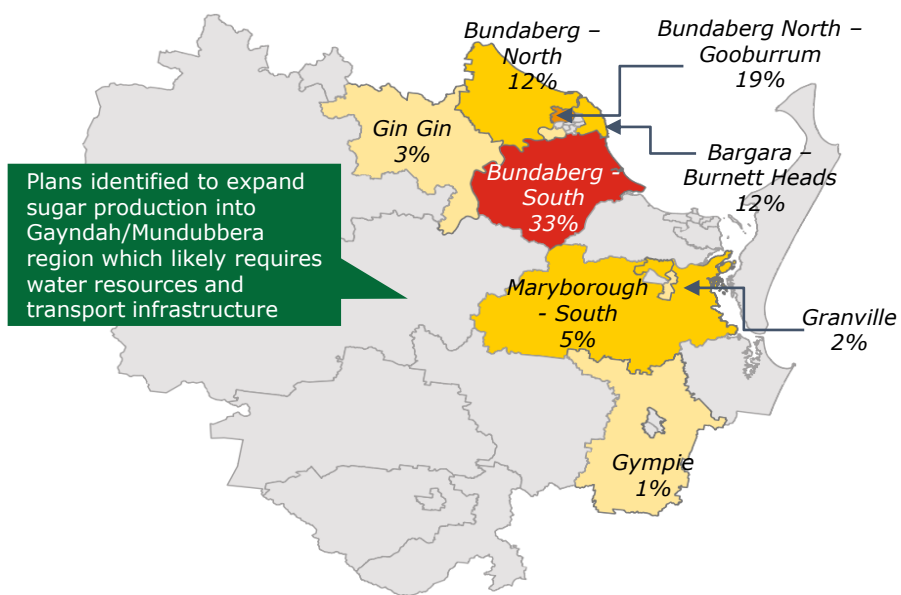 Bundaberg –
North
12%
Bundaberg North –
Gooburrum
19%
Gin Gin
3%
Bargara –
Burnett Heads
12%
Plans identified to expand
sugar production into
Gayndah/Mundubbera
region which likely requires
water resources and
transport infrastructure
Bundaberg -
South
33%
Maryborough
- South
5%
Granville
2%
Gympie
1%